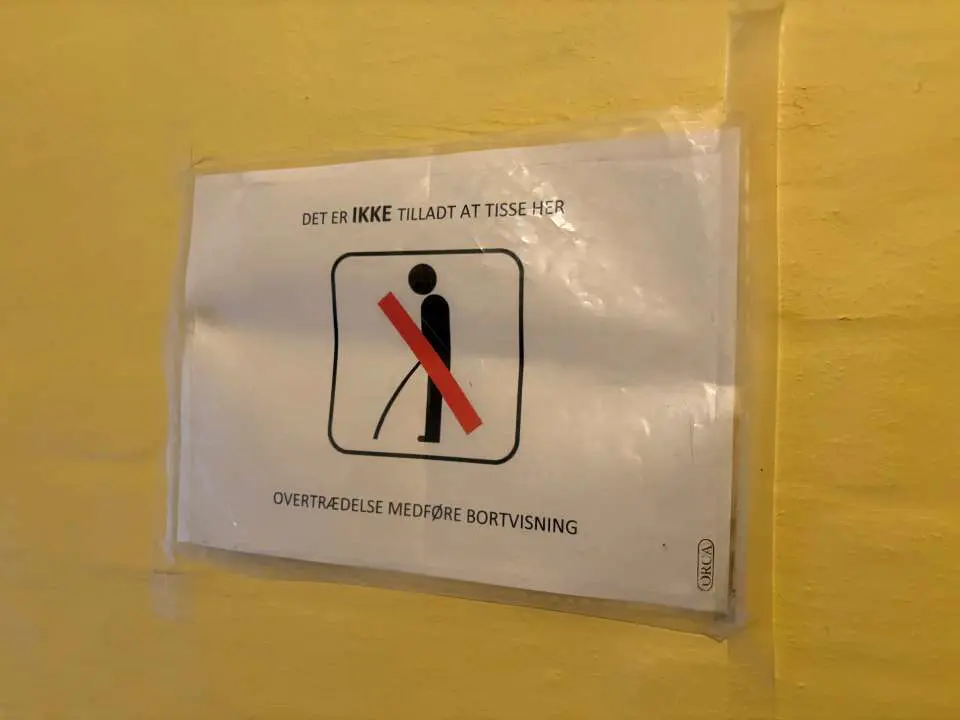 DET ER IKKE TILLADT AT TISSE HER
OVERTRÆDELSE MEDFØRE BORTVISNING
ORCA